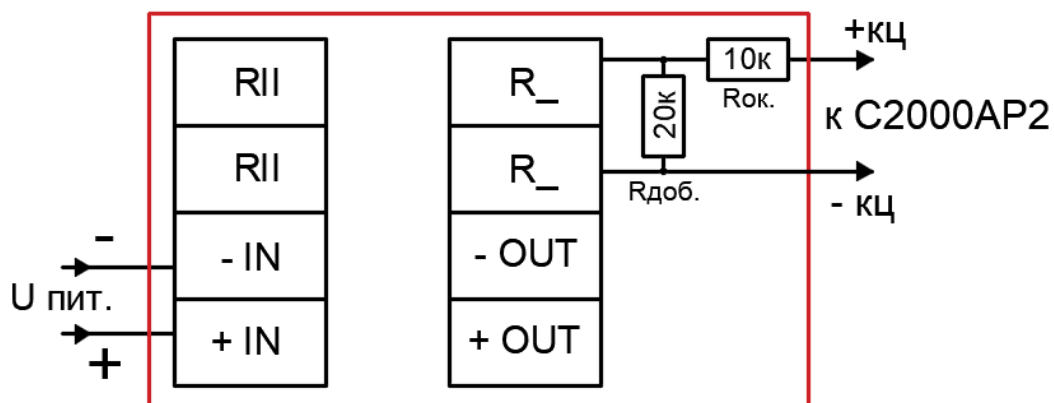 RII
RII
- IN
+ IN
R_
R_
- OUT
+ OUT
-
U пит.
+
20к
10к
Rок.
Rдоб.
+кц
к С2000АР2
- кц